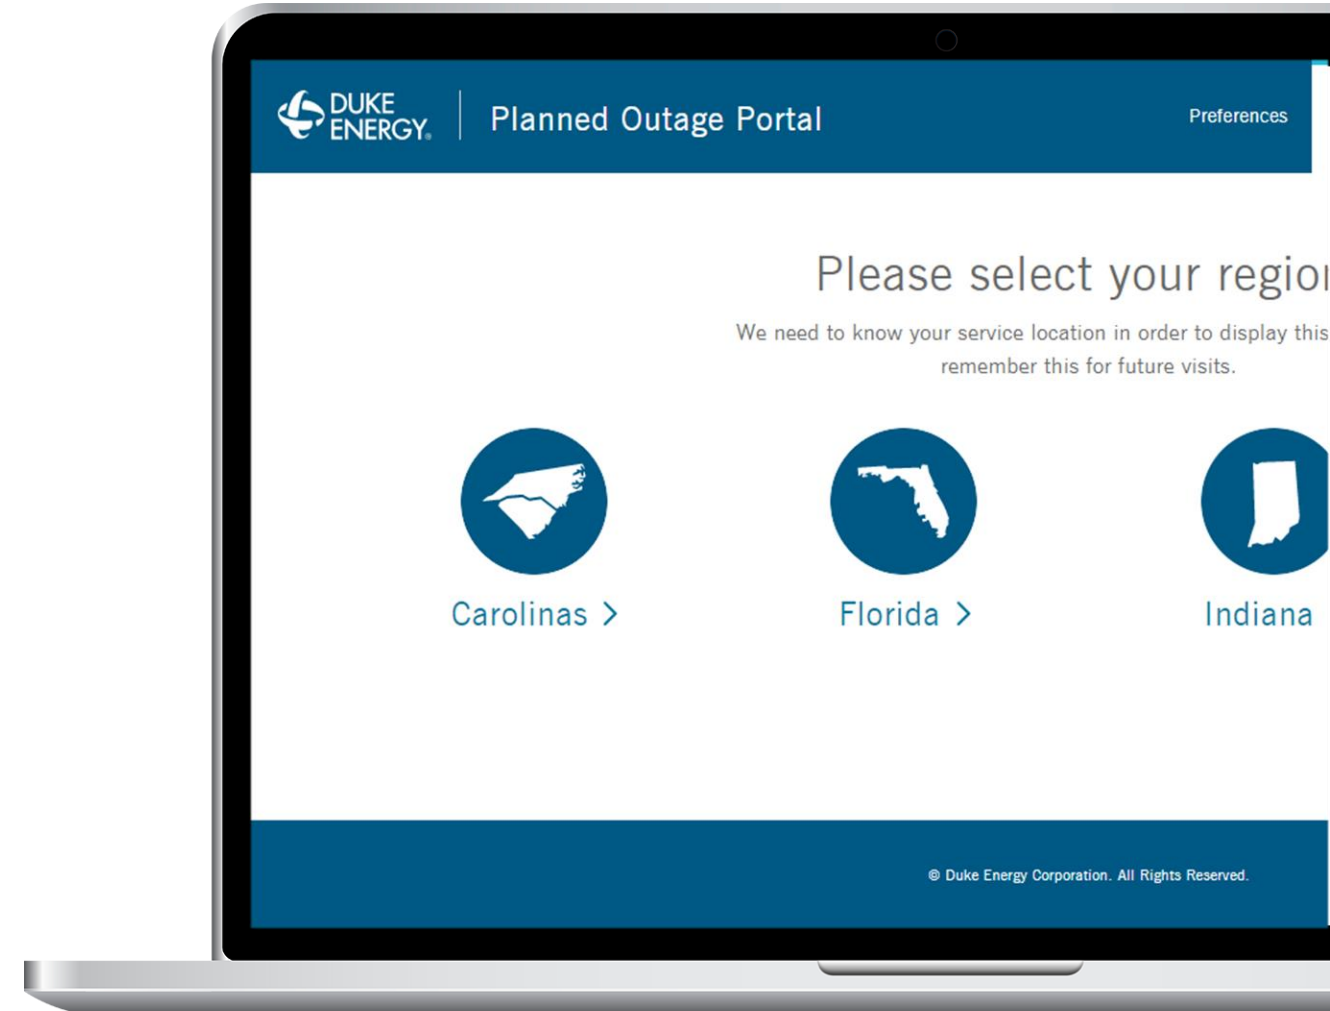 DUKE
ENERGY.
Planned Outage Portal
Preferences
Please select your
We need to know your service location in order to display this
remember this for future visits.
Carolinas >
Florida >
Indiana
© Duke Energy Corporation. All Rights Reserved.